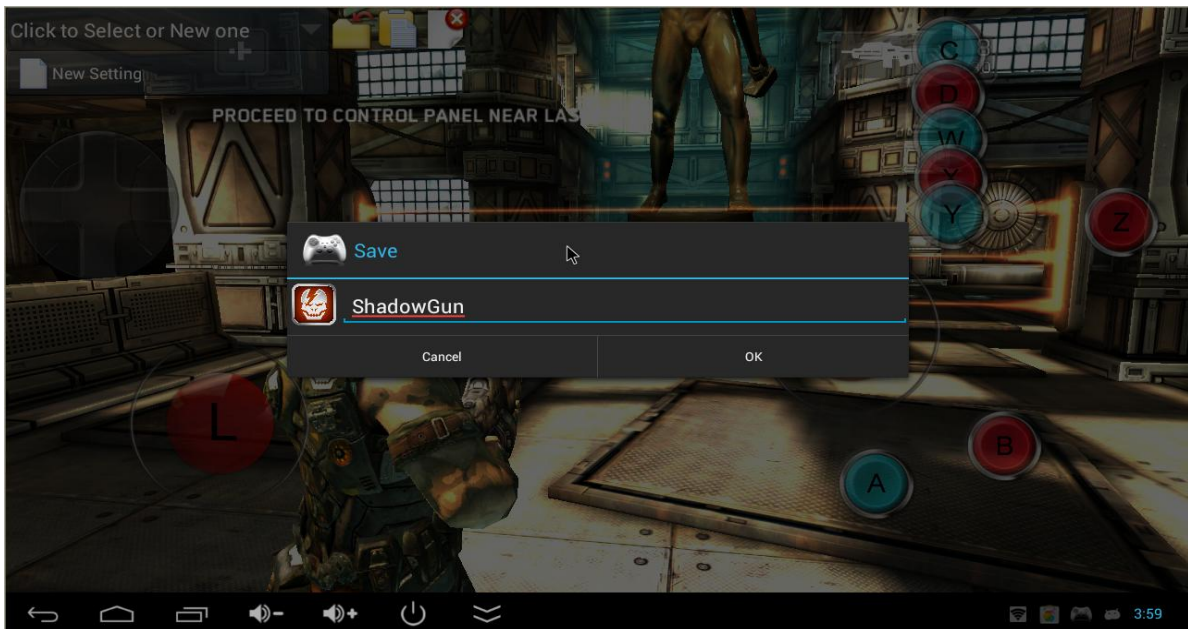 Click to Select or New one
New Setting
PROCEED TO CONTROL PANEL NEAR LAS
C
D
W
X
Y
Z
Save
ShadowGun
Cancel
OK
L
B
A
3:59